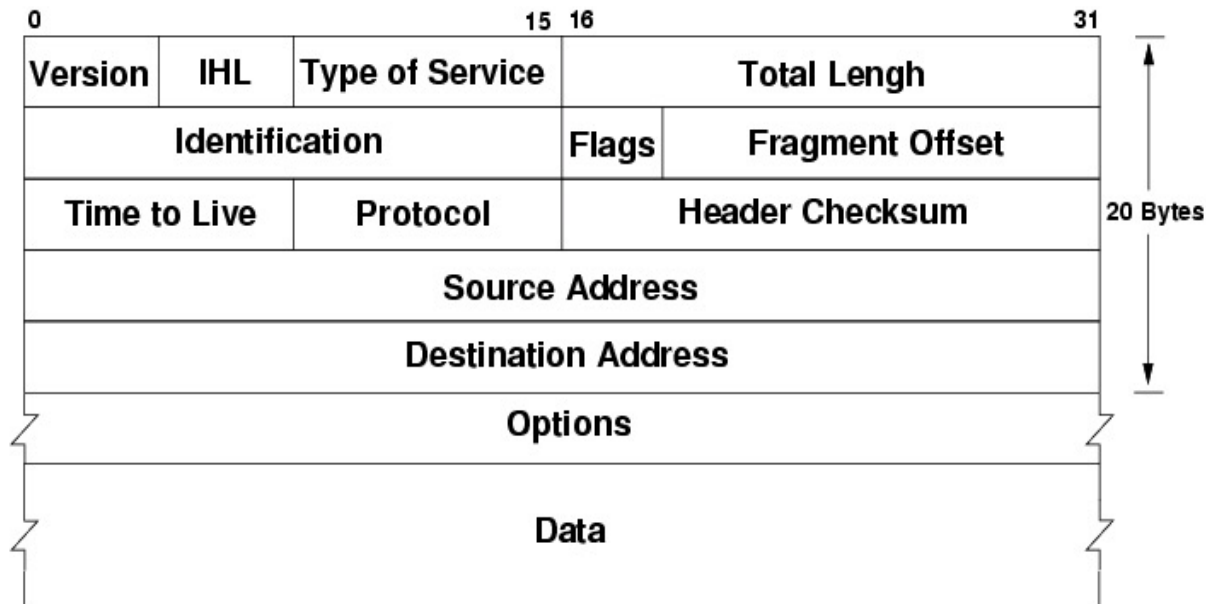 0 15 16 31
Version IHL Type of Service Total Lengh
Identification Flags Fragment Offset
Time to Live Protocol Header Checksum
20 Bytes
Source Address
Destination Address
Options
Data